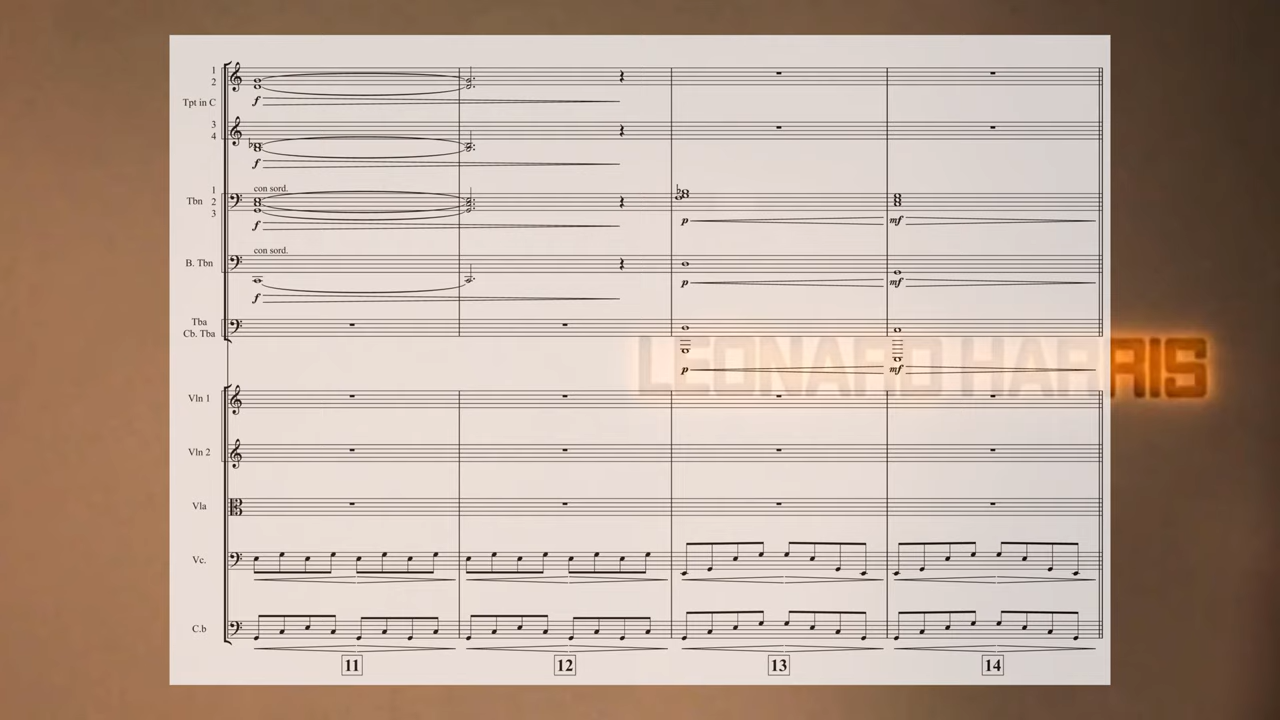 1
2
Tpt in C
f
3
4
f
1
Tbn 2
3
con sord.
f
p
mf
B. Tbn
con sord.
f
p
mf
Tba
Cb. Tba
p
mf
LEONARD HARRIS
Vln 1
Vln 2
Vla
Vc.
C.b
11 12 13 14